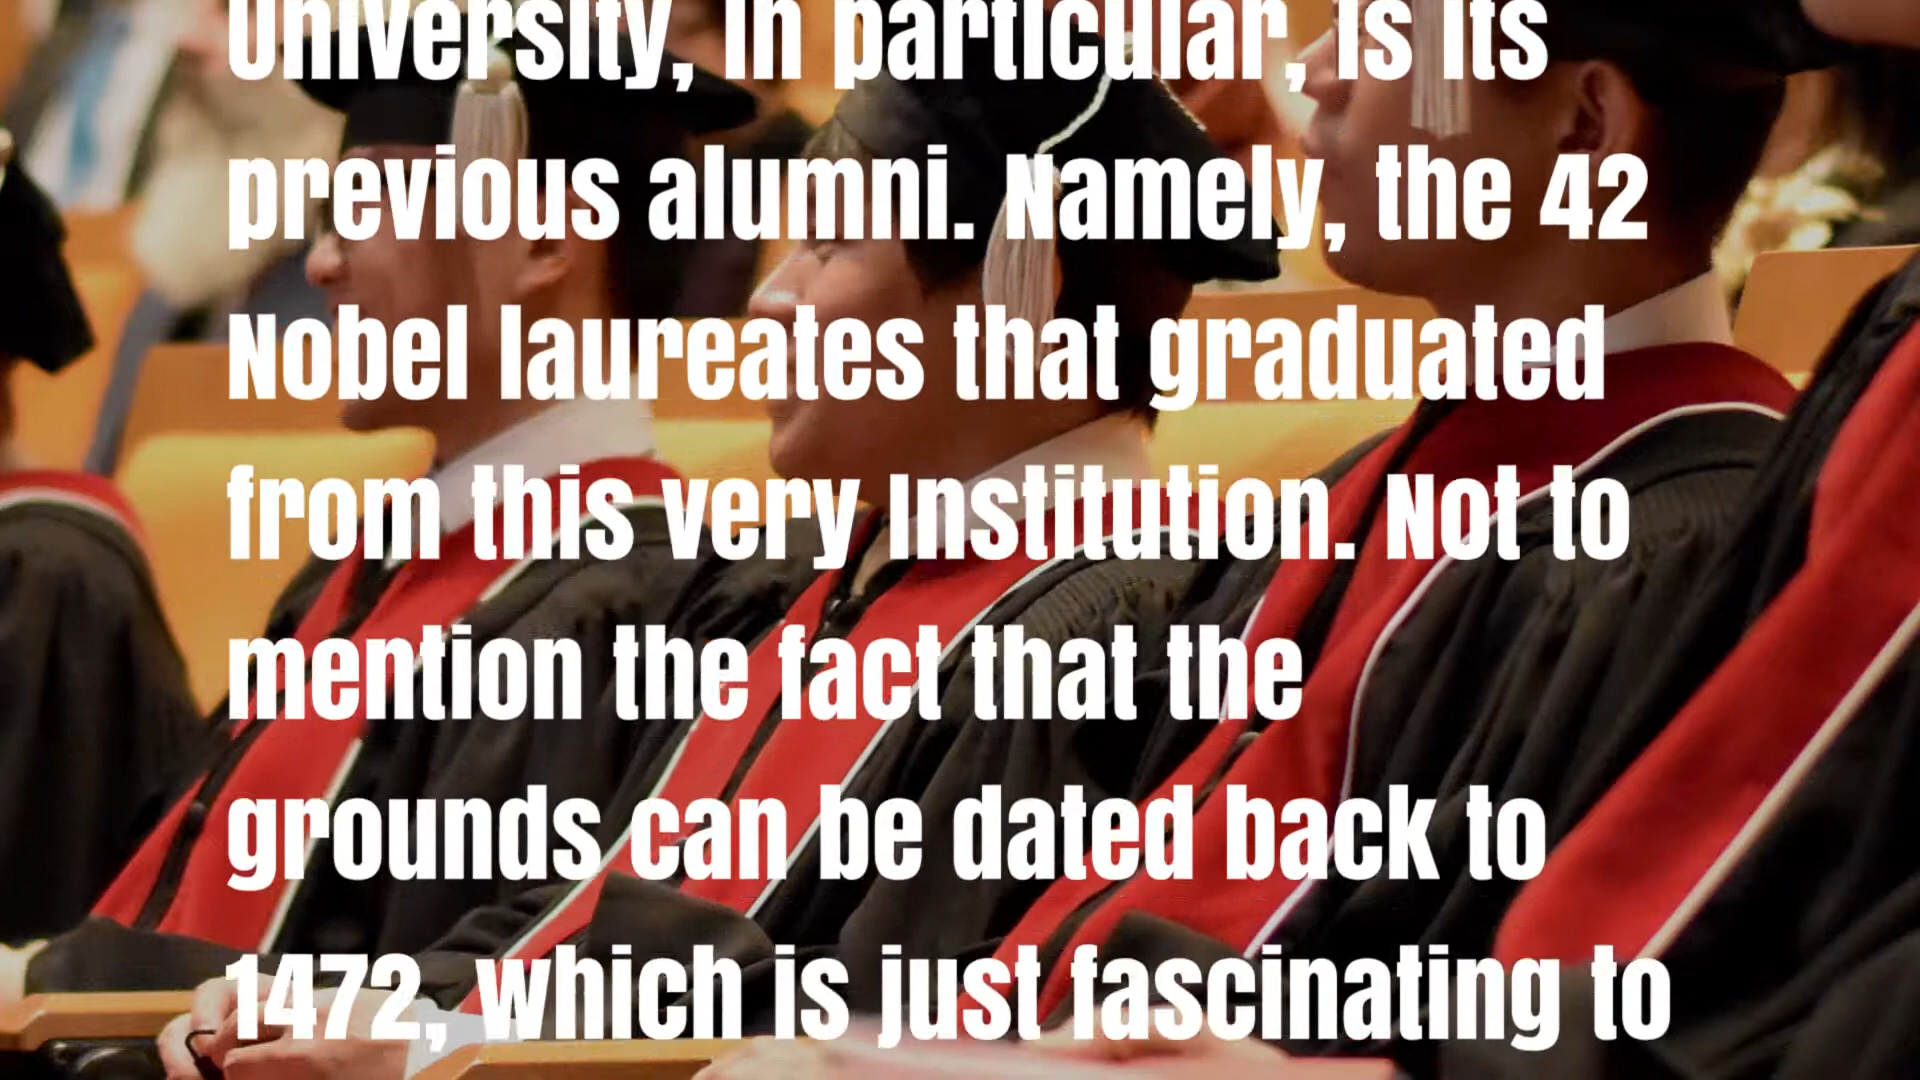 University, in particular, is its
previous alumni. Namely, the 42
Nobel laureates that graduated
from this very Institution. Not to
mention the fact that the
grounds can be dated back to
1472, which is just fascinating to